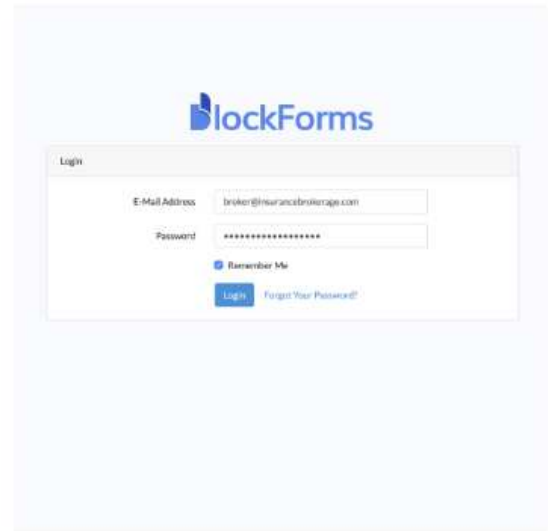 BlockForms
Login
E-Mail Address broker@insurancebrokerage.com
Password ******************
Remember Me
Login Forgot Your Password?